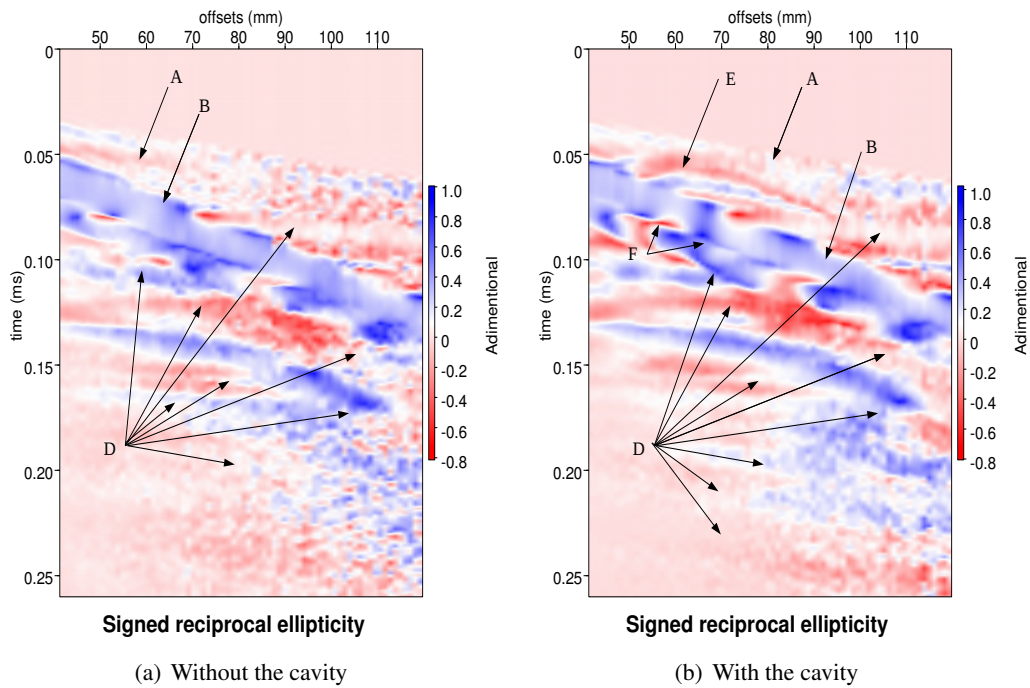 offsets (mm)
50 60 70 80 90 100 110
0
0.05
0.10
0.15
0.20
0.25
time (ms)
A
B
D
1.0
0.8
0.6
0.4
0.2
0
-0.2
-0.4
-0.6
-0.8
Adimentional
Signed reciprocal ellipticity
(a) Without the cavity
offsets (mm)
50 60 70 80 90 100 110
0
0.05
0.10
0.15
0.20
0.25
time (ms)
E
A
B
F
D
1.0
0.8
0.6
0.4
0.2
0
-0.2
-0.4
-0.6
-0.8
Adimentional
Signed reciprocal ellipticity
(b) With the cavity